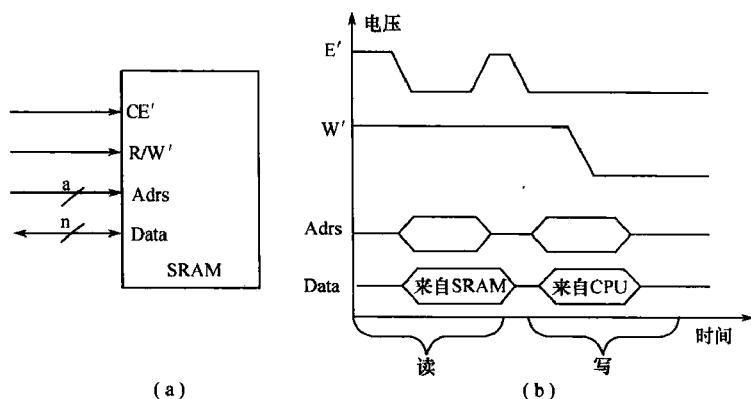 CE'
R/W'
a
Adrs
n
Data
SRAM
(a)
电压
E'
W'
Adrs
Data
来自SRAM
来自CPU
时间
读
写
(b)